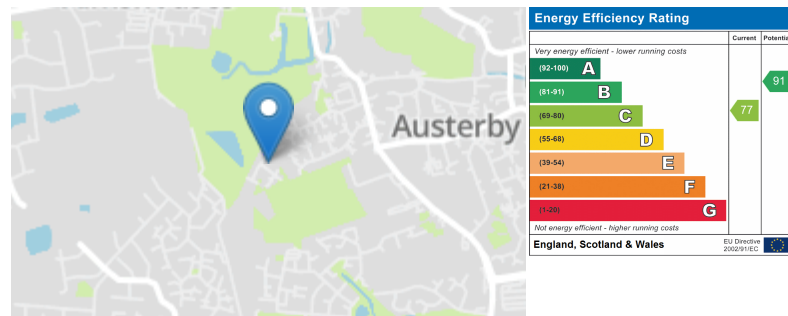 Austerby
Energy Efficiency Rating
Current Potentia
Very energy efficient - lower running costs
(92-100) A
(81-91) B
(69-80) C
(55-68) D
(39-54) E
(21-38) F
(1-20) G
91
77
Not energy efficient - higher running costs
England, Scotland & Wales
EU Directive
2002/91/EC